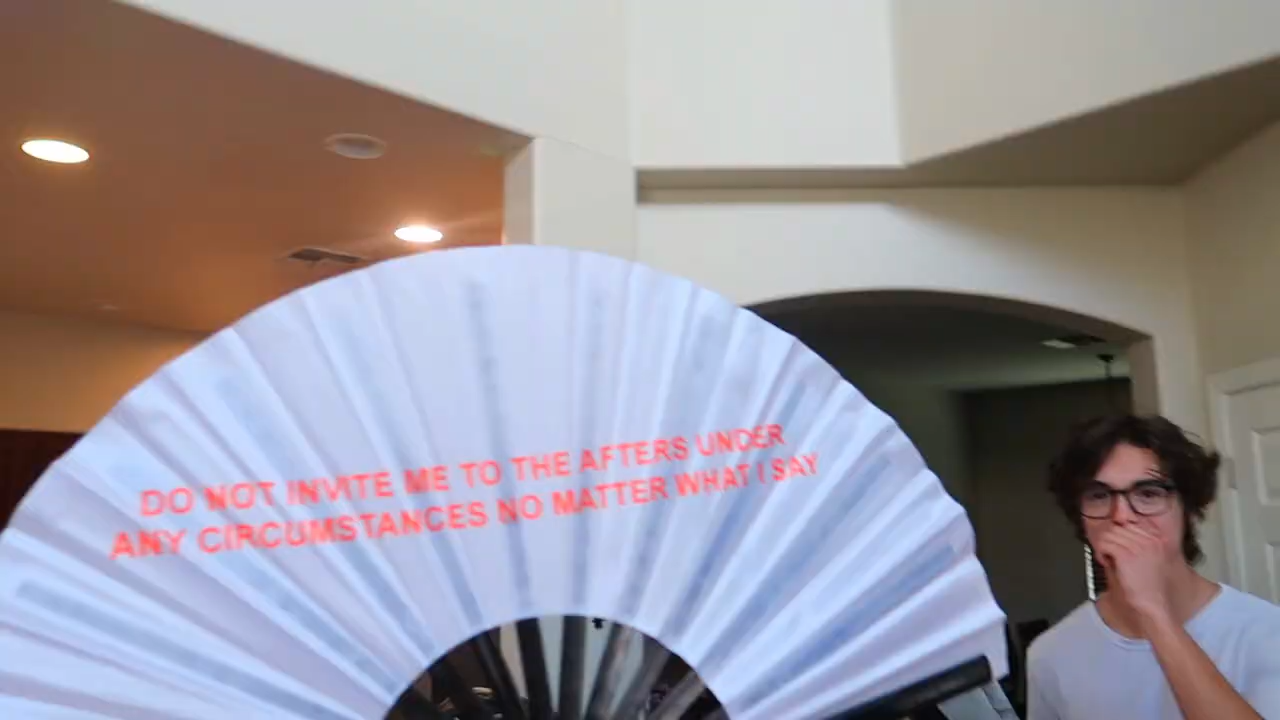 DO NOT INVITE ME TO THE AFTERS UNDER
ANY CIRCUMSTANCES NO MATTER WHAT I SAY